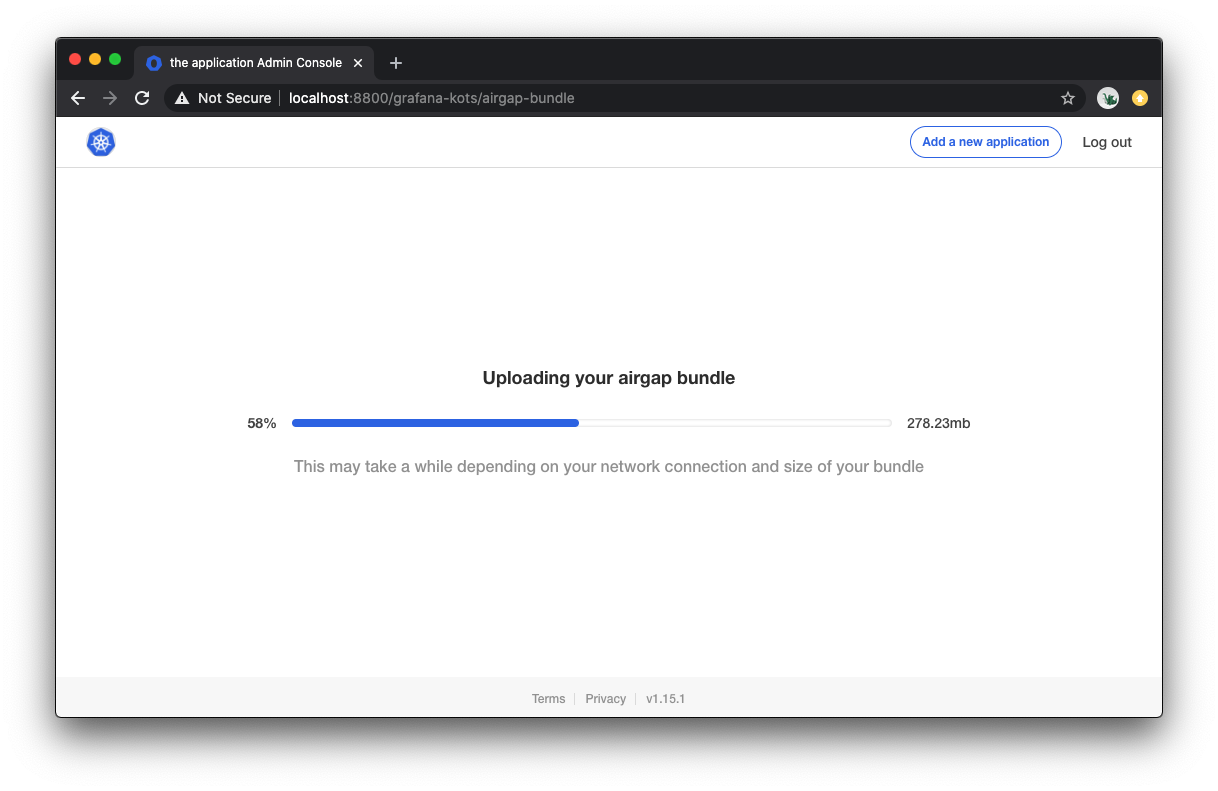 the application Admin Console
Not Secure localhost:8800/grafana-kots/airgap-bundle
Add a new application Log out
Uploading your airgap bundle
58% 278.23mb
This may take a while depending on your network connection and size of your bundle
Terms Privacy v1.15.1